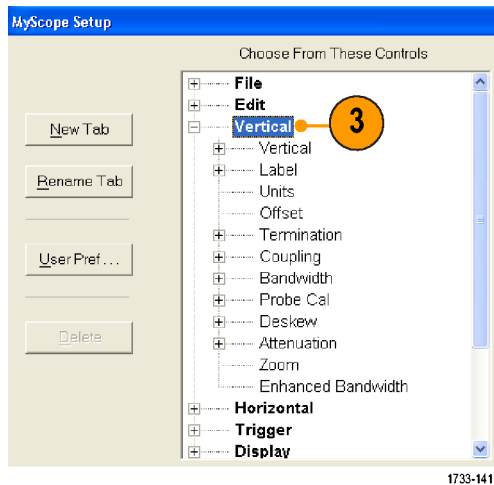 MyScope Setup
Choose From These Controls
File
Edit
New Tab
Vertical
3
Vertical
Rename Tab
Label
Units
Offset
User Pref . . .
Termination
Coupling
Bandwidth
Probe Cal
Delete
Deskew
Attenuation
Zoom
Enhanced Bandwidth
Horizontal
Trigger
Display
1733-141